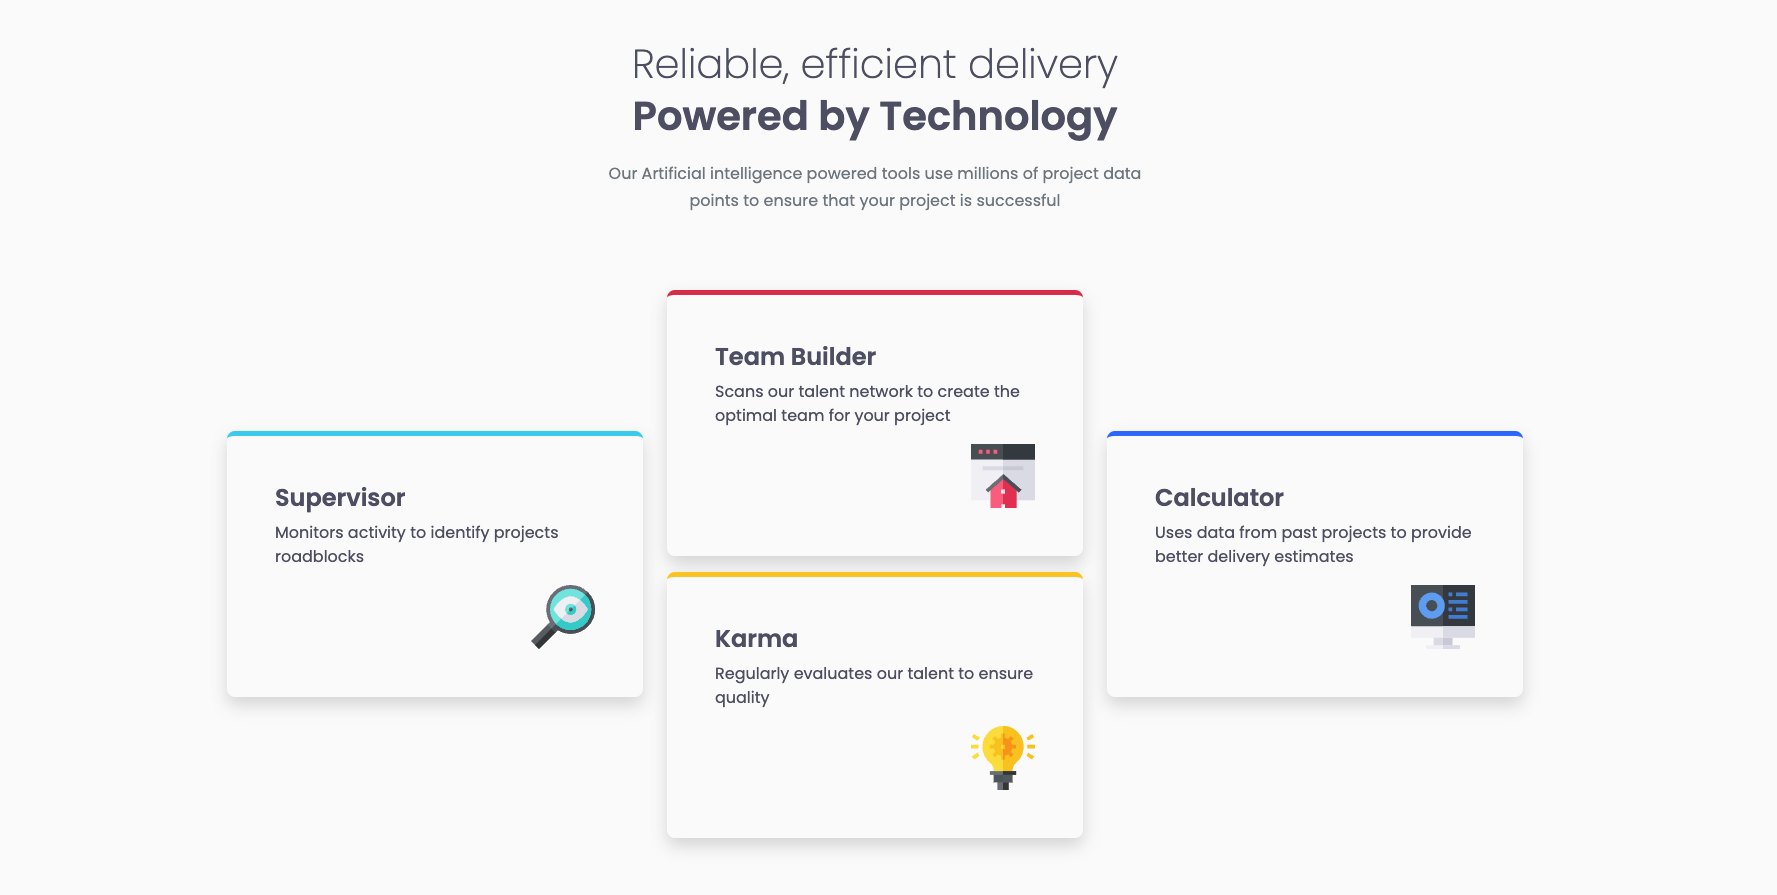 Reliable, efficient delivery
Powered by Technology
Our Artificial intelligence powered tools use millions of project data
points to ensure that your project is successful
Team Builder
Scans our talent network to create the
optimal team for your project
Supervisor
Monitors activity to identify projects
roadblocks
Calculator
Uses data from past projects to provide
better delivery estimates
Karma
Regularly evaluates our talent to ensure
quality